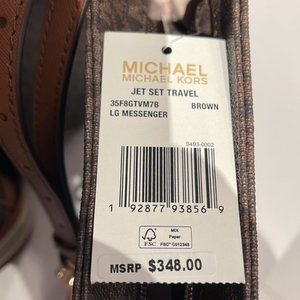 MICHAEL
MICHAEL KORS
JET SET TRAVEL
35F8GTVM7B BROWN
LG MESSENGER
S493-0002
1 92877 93856 9
FSC
MIX
Paper
FSC® C012345
MSRP $348.00